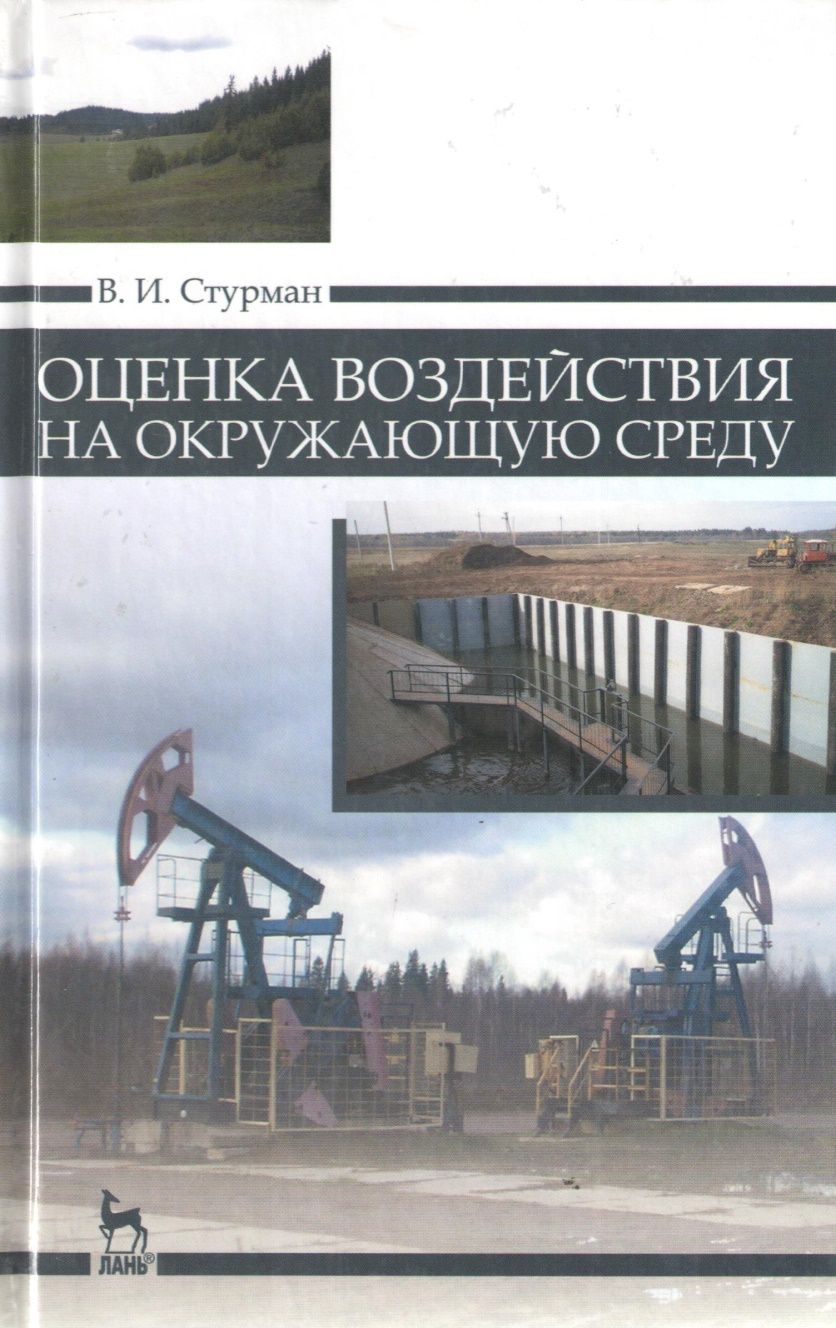 В. И. Стурман
ОЦЕНКА ВОЗДЕЙСТВИЯ
НА ОКРУЖАЮЩУЮ СРЕДУ
ЛАНЬ®